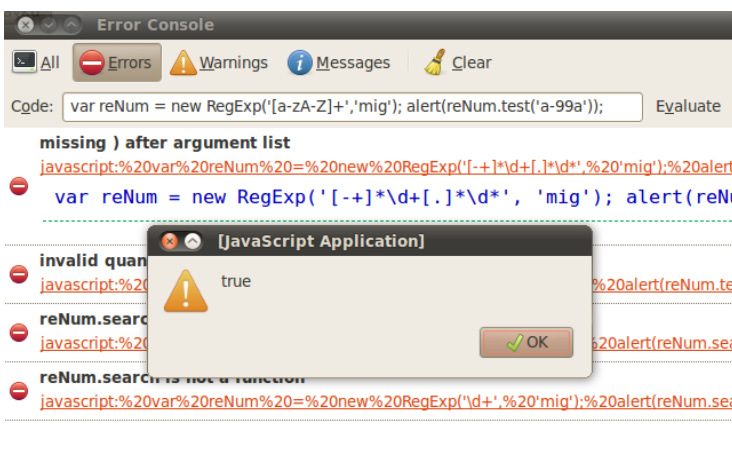 Error Console
All Errors Warnings Messages Clear
Code: var reNum = new RegExp('[a-zA-Z]+','mig'); alert(reNum.test('a-99a')); Evaluate
missing ) after argument list
javascript:%20var%20reNum%20=%20new%20RegExp('[-+]*\d+[.]*\d*',%20'mig');%20alert
var reNum = new RegExp('[-+]*\d+[.]*\d*', 'mig'); alert(reNu
[JavaScript Application]
true
OK
invalid quan
javascript:%20 %20alert(reNum.te
reNum.searc
javascript:%20 %20alert(reNum.sea
reNum.search is not a function
javascript:%20var%20reNum%20=%20new%20RegExp('\d+',%20'mig');%20alert(reNum.sea